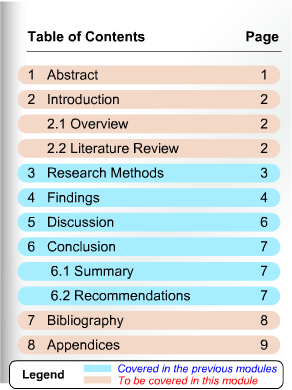 Table of Contents Page
1 Abstract 1
2 Introduction 2
2.1 Overview 2
2.2 Literature Review 2
3 Research Methods 3
4 Findings 4
5 Discussion 6
6 Conclusion 7
6.1 Summary 7
6.2 Recommendations 7
7 Bibliography 8
8 Appendices 9
Legend
Covered in the previous modules
To be covered in this module